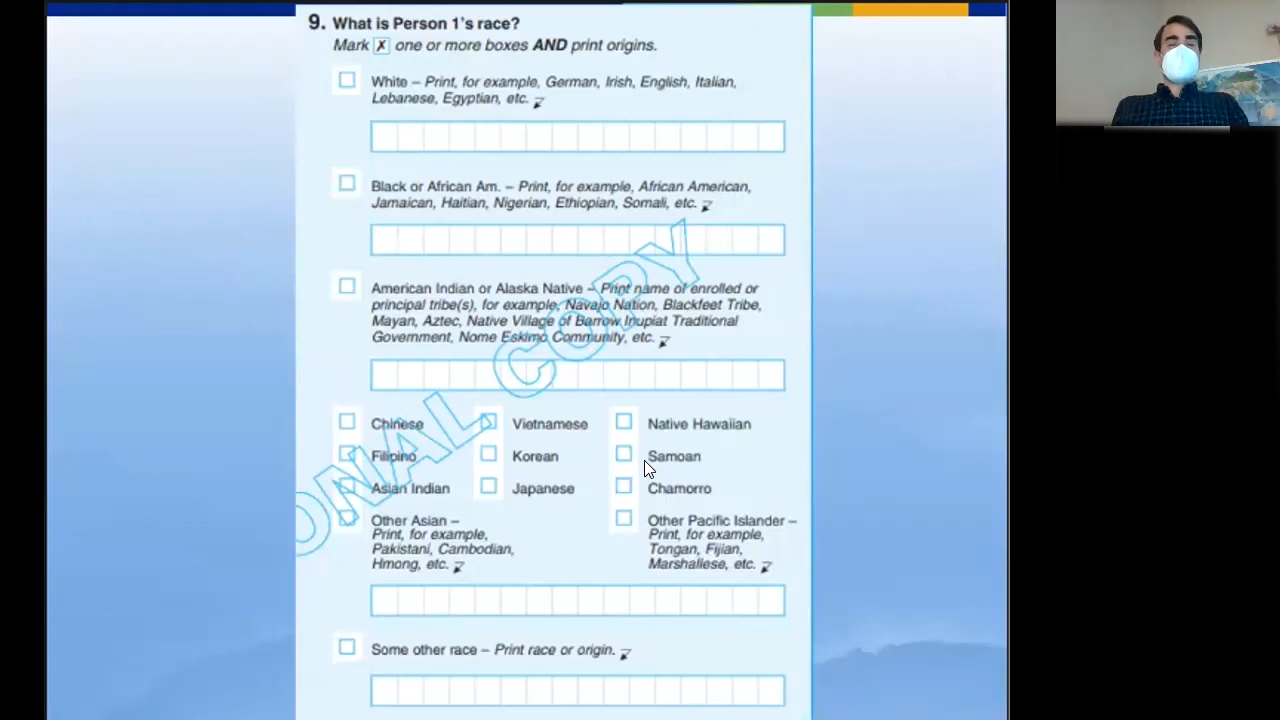 9. What is Person 1's race?
Mark X one or more boxes AND print origins.
White – Print, for example, German, Irish, English, Italian,
Lebanese, Egyptian, etc.
Black or African Am. – Print, for example, African American,
Jamaican, Haitian, Nigerian, Ethiopian, Somali, etc.
American Indian or Alaska Native – Print name of enrolled or
principal tribe(s), for example, Navajo Nation, Blackfeet Tribe,
Mayan, Aztec, Native Village of Barrow Inupiat Traditional
Government, Nome Eskimo Community, etc.
Chinese Vietnamese Native Hawaiian
Filipino Korean Samoan
Asian Indian Japanese Chamorro
Other Asian –
Print, for example,
Pakistani, Cambodian,
Hmong, etc.
Other Pacific Islander –
Print, for example,
Tongan, Fijian,
Marshallese, etc.
Some other race – Print race or origin.
ONAL COPY